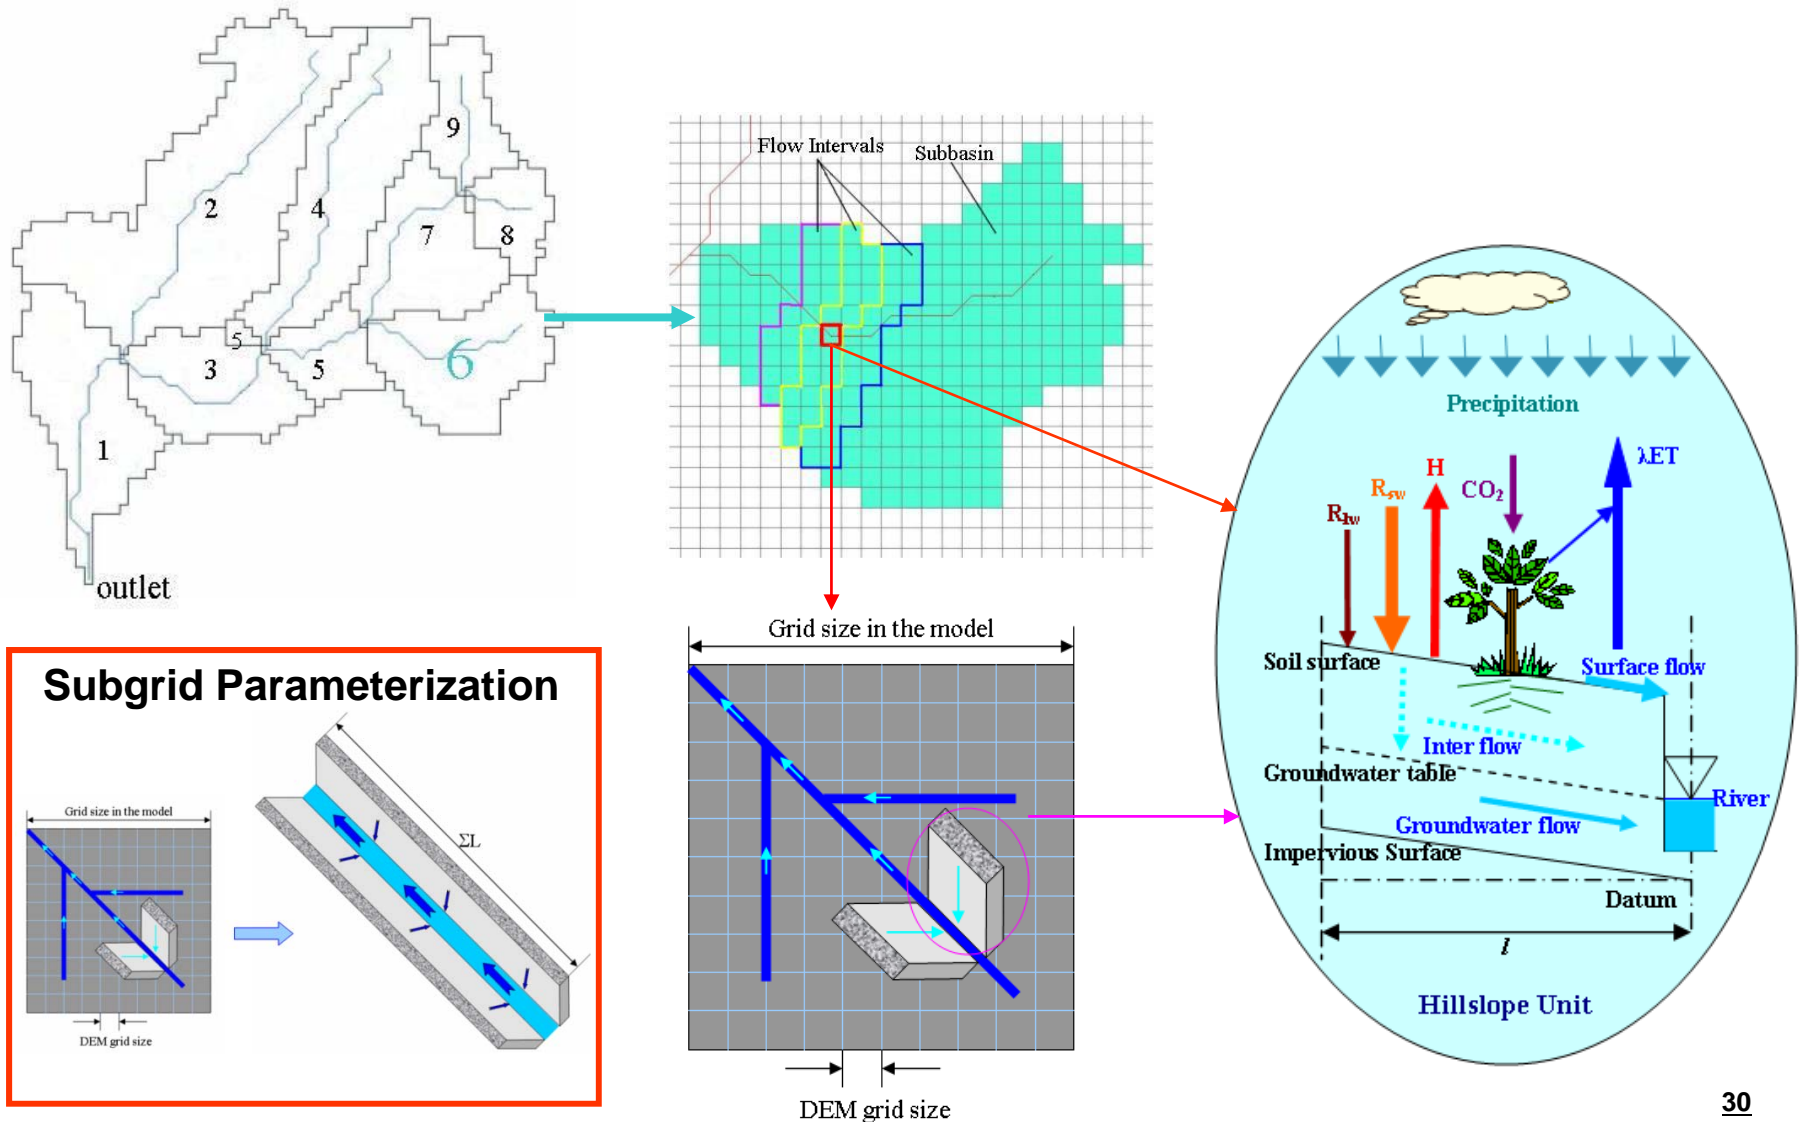 2
4
9
7
8
5
3
5
6
1
outlet
Flow Intervals
Subbasin
Precipitation
λET
H
CO2
Rsw
Rlw
Soil surface
Surface flow
Inter flow
Groundwater table
River
Groundwater flow
Impervious Surface
Datum
l
Hillslope Unit
Grid size in the model
DEM grid size
Subgrid Parameterization
Grid size in the model
ΣL
DEM grid size
30